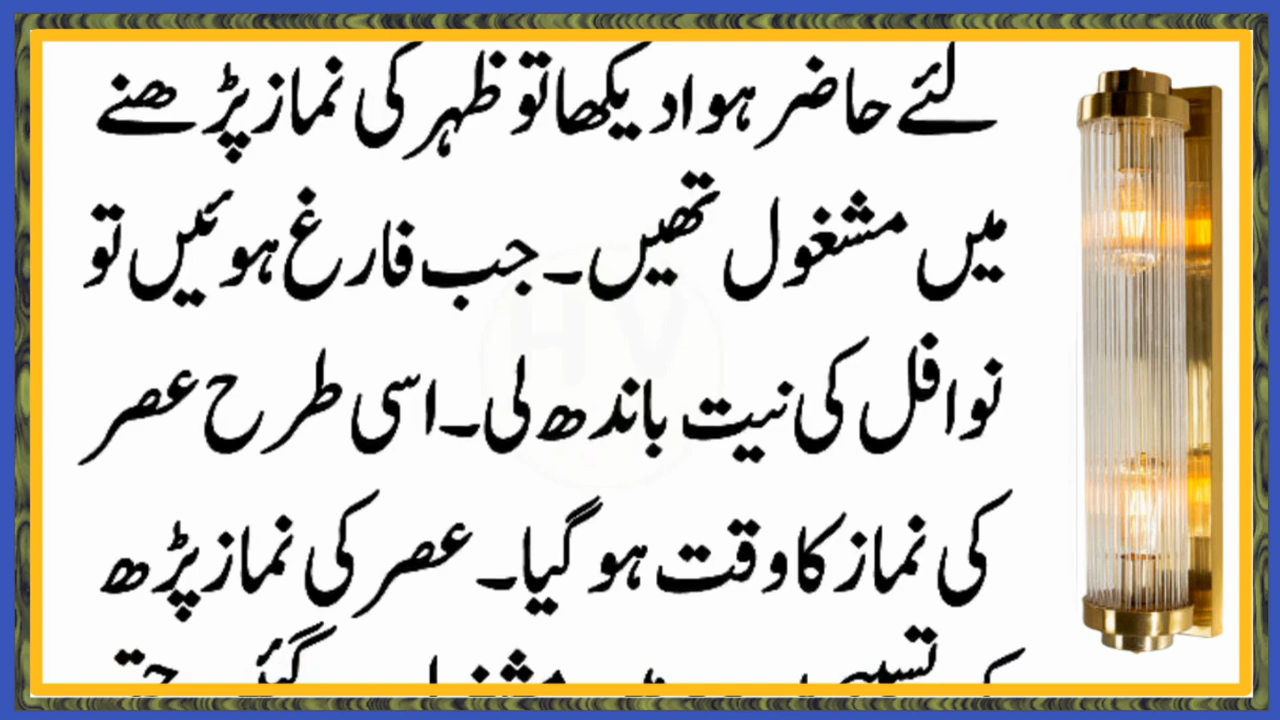 لئے حاضر ہوا دیکھا تو ظہر کی نماز پڑھنے
میں مشغول تھیں۔ جب فارغ ہوئیں تو
نوافل کی نیت باندھ لی۔ اسی طرح عصر
کی نماز کا وقت ہو گیا۔ عصر کی نماز پڑھ
HV